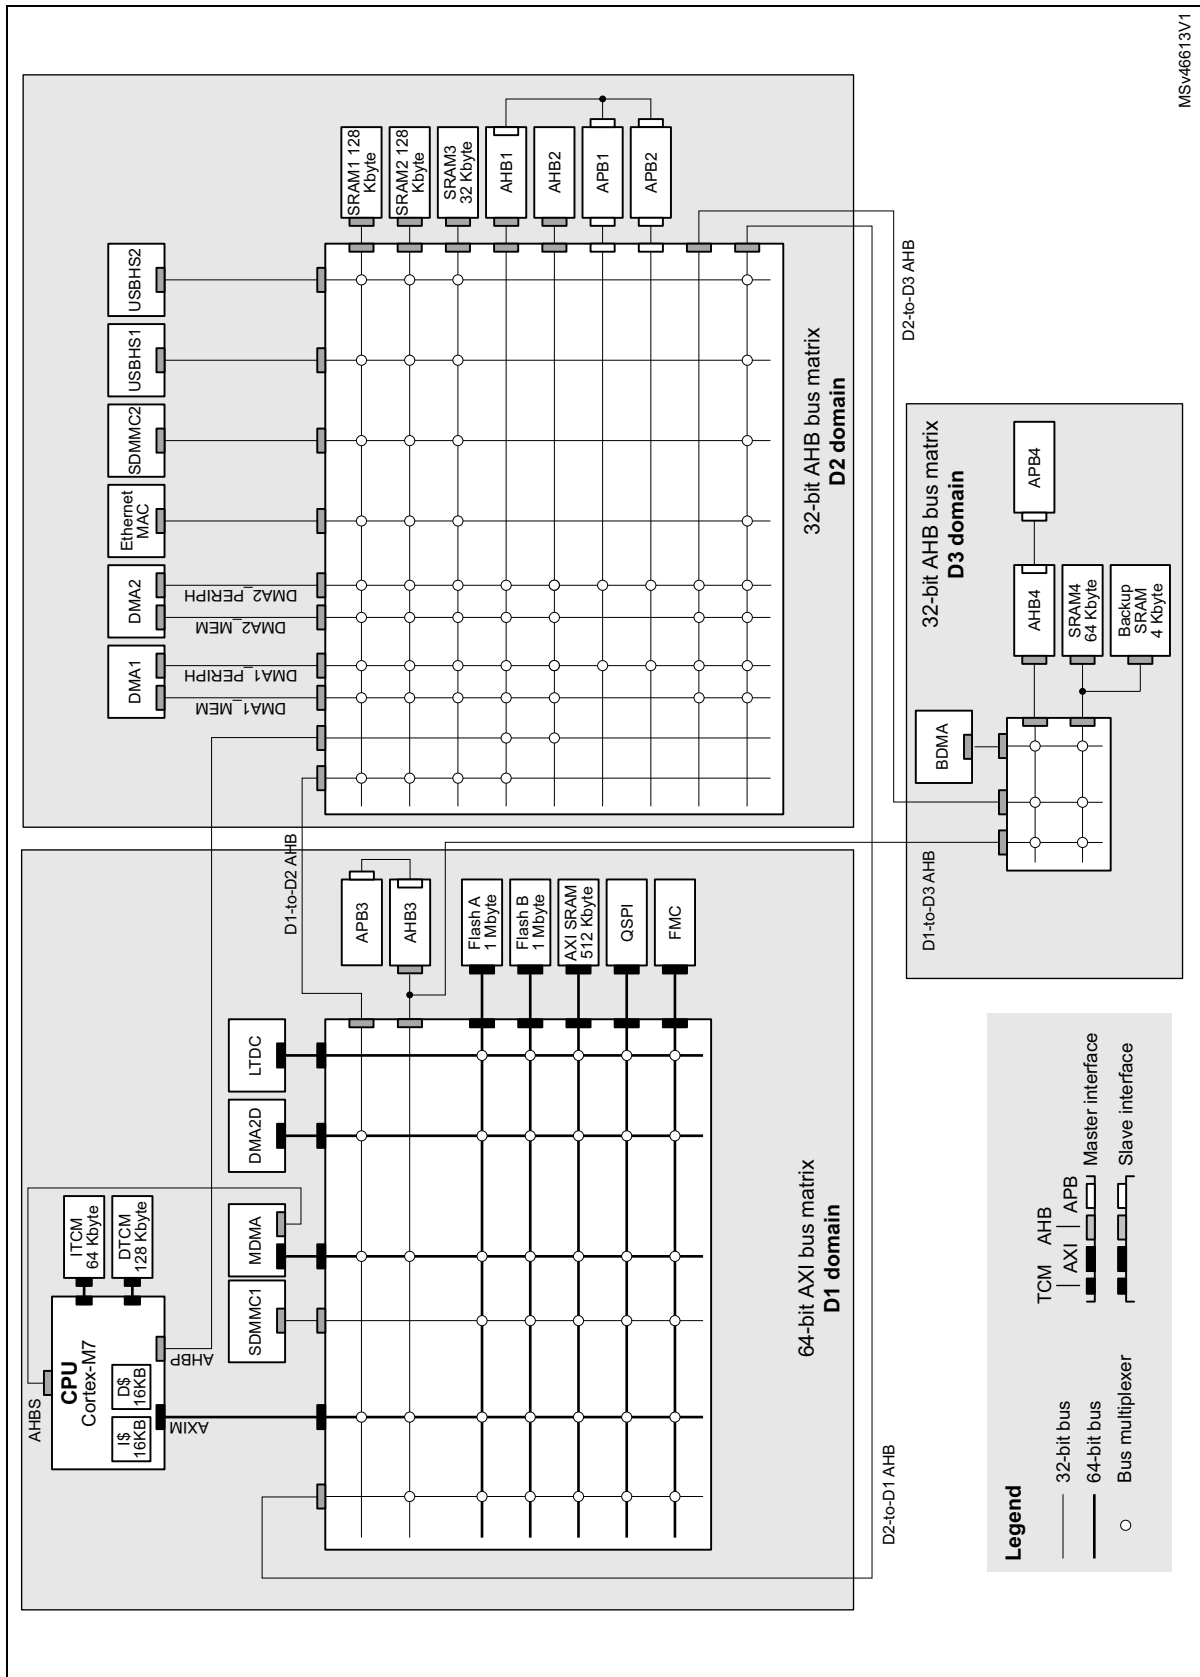 MSv46613V1
AHBS
CPU
Cortex-M7
I$
16KB
D$
16KB
AXIM
AHBP
ITCM
64 Kbyte
DTCM
128 Kbyte
SDMMC1
MDMA
DMA2D
LTDC
D1-to-D2 AHB
APB3
AHB3
Flash A
1 Mbyte
Flash B
1 Mbyte
AXI SRAM
512 Kbyte
QSPI
FMC
64-bit AXI bus matrix
D1 domain
D2-to-D1 AHB
DMA1
DMA2
Ethernet
MAC
SDMMC2
USBHS1
USBHS2
DMA1_MEM
DMA1_PERIPH
DMA2_MEM
DMA2_PERIPH
SRAM1 128
Kbyte
SRAM2 128
Kbyte
SRAM3
32 Kbyte
AHB1
AHB2
APB1
APB2
32-bit AHB bus matrix
D2 domain
D2-to-D3 AHB
D1-to-D3 AHB
32-bit AHB bus matrix
D3 domain
BDMA
AHB4
APB4
SRAM4
64 Kbyte
Backup
SRAM
4 Kbyte
Legend
32-bit bus
64-bit bus
Bus multiplexer
TCM
AHB
AXI
APB
Master interface
Slave interface